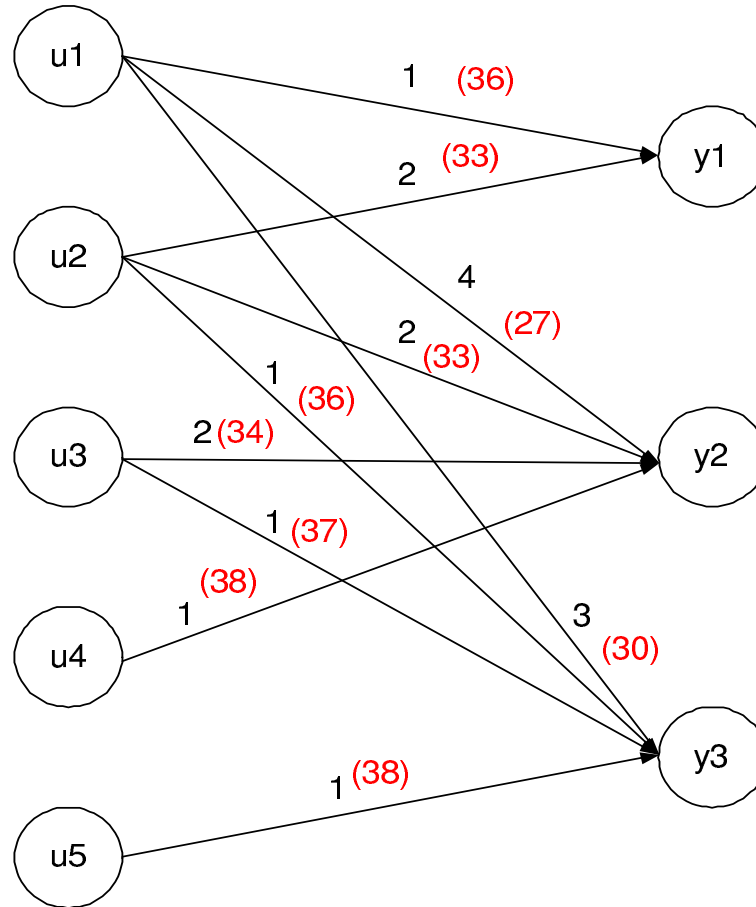 u1
1 (36)
y1
2 (33)
u2
4
(27)
2 (33)
1 (36)
2 (34)
u3
y2
1 (37)
(38)
1
3
(30)
u4
y3
1 (38)
u5